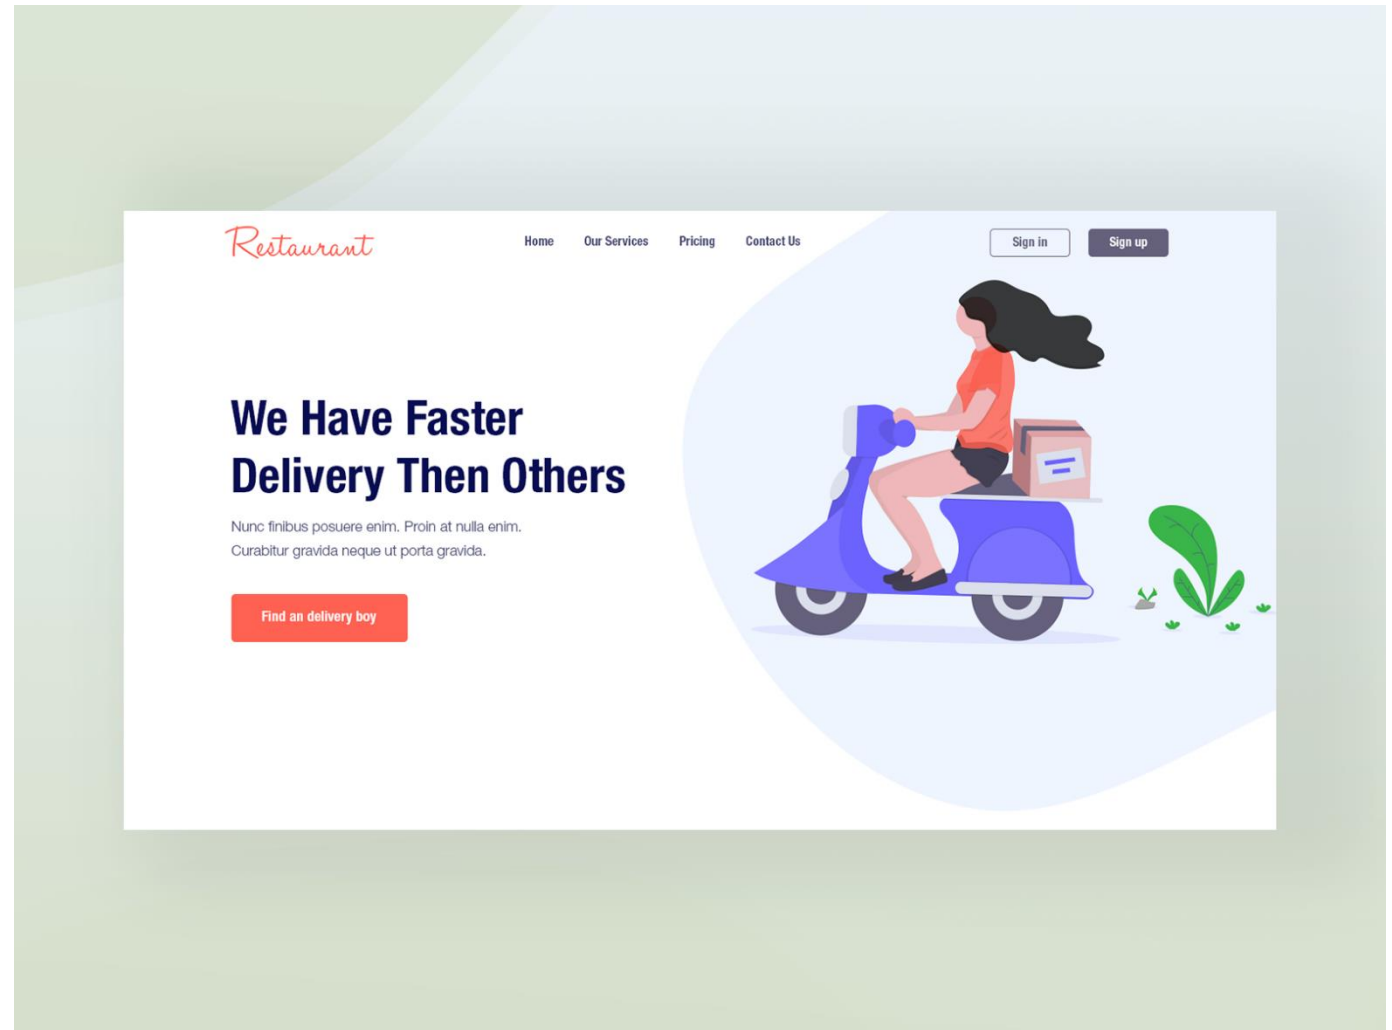 Restaurant
Home
Our Services
Pricing
Contact Us
Sign in
Sign up
We Have Faster
Delivery Then Others
Nunc finibus posuere enim. Proin at nulla enim.
Curabitur gravida neque ut porta gravida.
Find an delivery boy